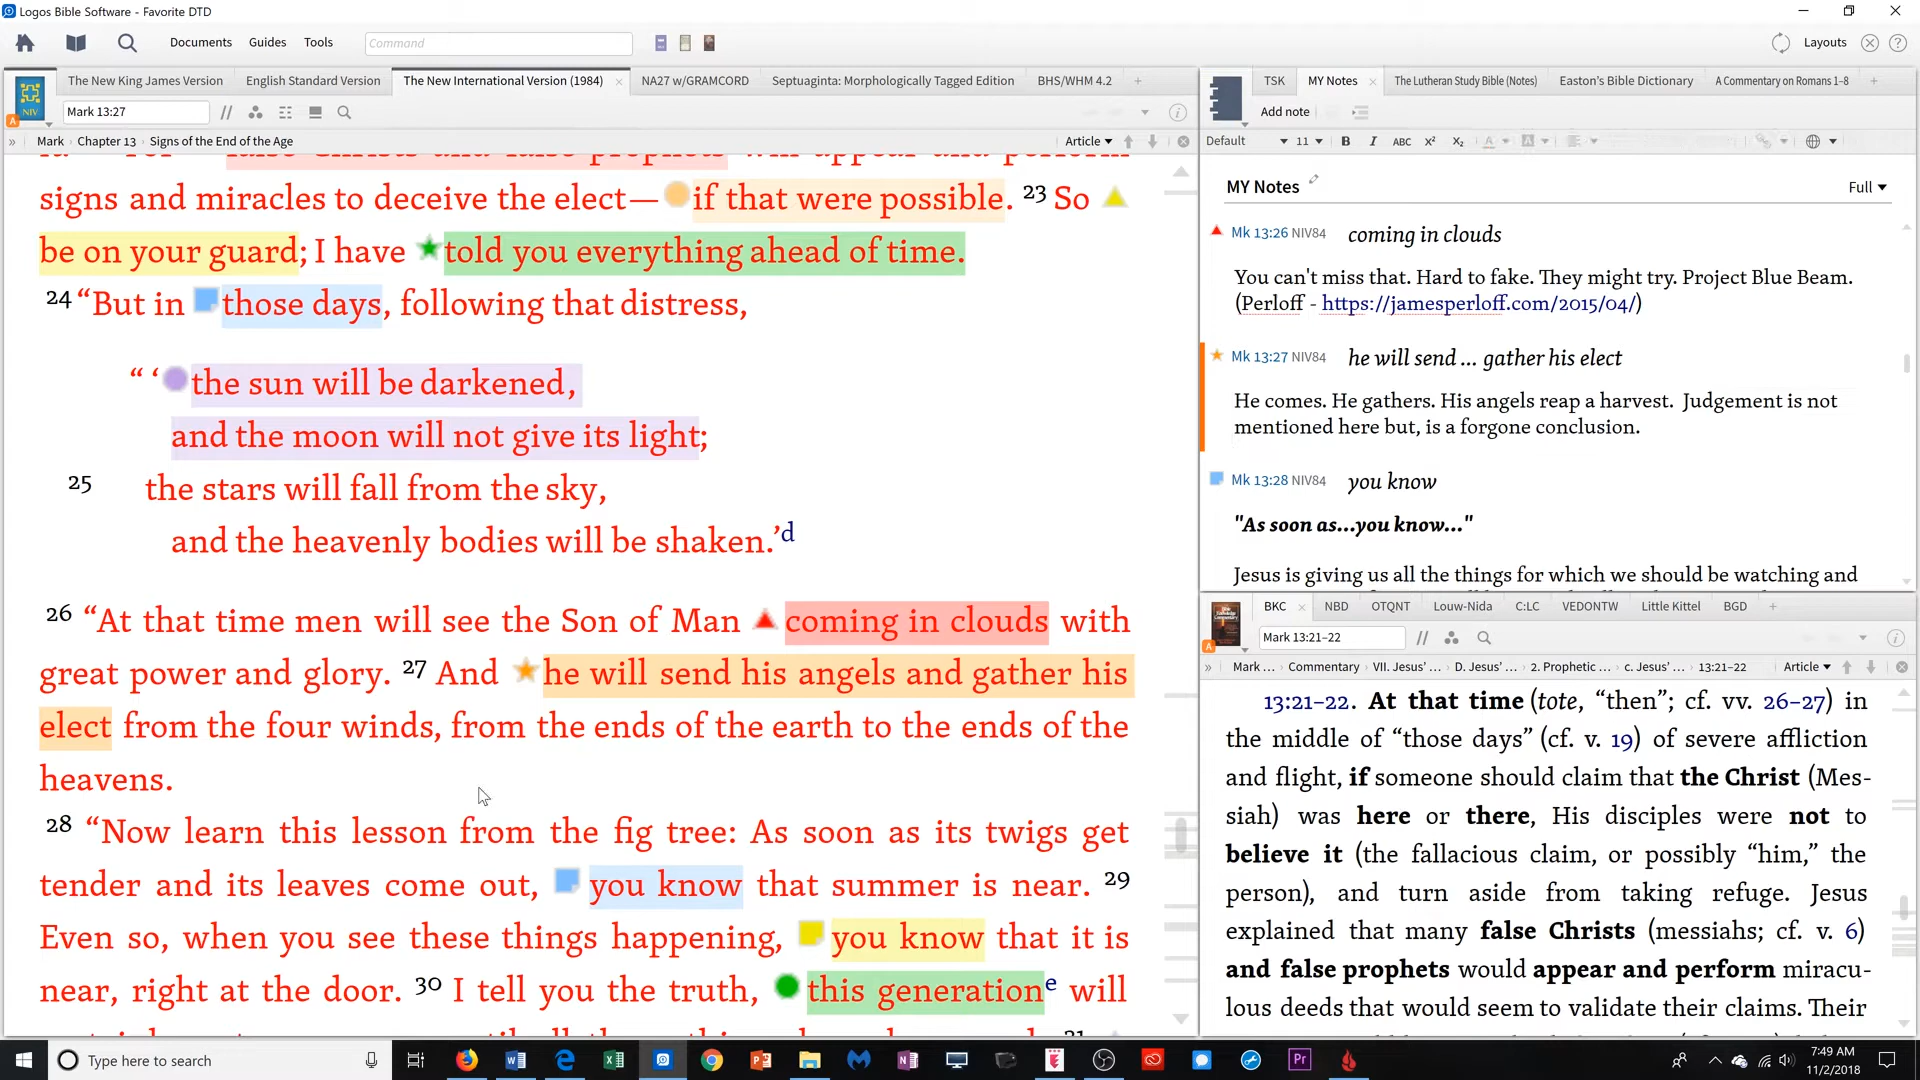 Logos Bible Software - Favorite DTD
Documents Guides Tools Command Layouts
The New King James Version English Standard Version The New International Version (1984) NA27 w/GRAMCORD Septuaginta: Morphologically Tagged Edition BHS/WHM 4.2
NIV
Mark 13:27
Mark Chapter 13 Signs of the End of the Age Article
false Christs and false prophets will appear and perform
signs and miracles to deceive the elect— if that were possible. 23 So
be on your guard; I have told you everything ahead of time.
24 “But in those days, following that distress,
“ ‘the sun will be darkened,
and the moon will not give its light;
25 the stars will fall from the sky,
and the heavenly bodies will be shaken.’d
26 “At that time men will see the Son of Man coming in clouds with
great power and glory. 27 And he will send his angels and gather his
elect from the four winds, from the ends of the earth to the ends of the
heavens.
28 “Now learn this lesson from the fig tree: As soon as its twigs get
tender and its leaves come out, you know that summer is near. 29
Even so, when you see these things happening, you know that it is
near, right at the door. 30 I tell you the truth, this generatione will
TSK MY Notes The Lutheran Study Bible (Notes) Easton's Bible Dictionary A Commentary on Romans 1–8
Add note
Default 11 B I ABC X² X₂
MY Notes Full
Mk 13:26 NIV84 coming in clouds
You can't miss that. Hard to fake. They might try. Project Blue Beam.
(Perloff - https://jamesperloff.com/2015/04/)
Mk 13:27 NIV84 he will send ... gather his elect
He comes. He gathers. His angels reap a harvest. Judgement is not
mentioned here but, is a forgone conclusion.
Mk 13:28 NIV84 you know
"As soon as...you know..."
Jesus is giving us all the things for which we should be watching and
BKC NBD OTQNT Louw-Nida C:LC VEDONTW Little Kittel BGD
Mark 13:21–22
Mark ... Commentary VII. Jesus' ... D. Jesus' ... 2. Prophetic ... c. Jesus' ... 13:21–22 Article
13:21–22. At that time (tote, “then”; cf. vv. 26–27) in
the middle of “those days” (cf. v. 19) of severe affliction
and flight, if someone should claim that the Christ (Mes-
siah) was here or there, His disciples were not to
believe it (the fallacious claim, or possibly “him,” the
person), and turn aside from taking refuge. Jesus
explained that many false Christs (messiahs; cf. v. 6)
and false prophets would appear and perform miracu-
lous deeds that would seem to validate their claims. Their
Type here to search
7:49 AM
11/2/2018